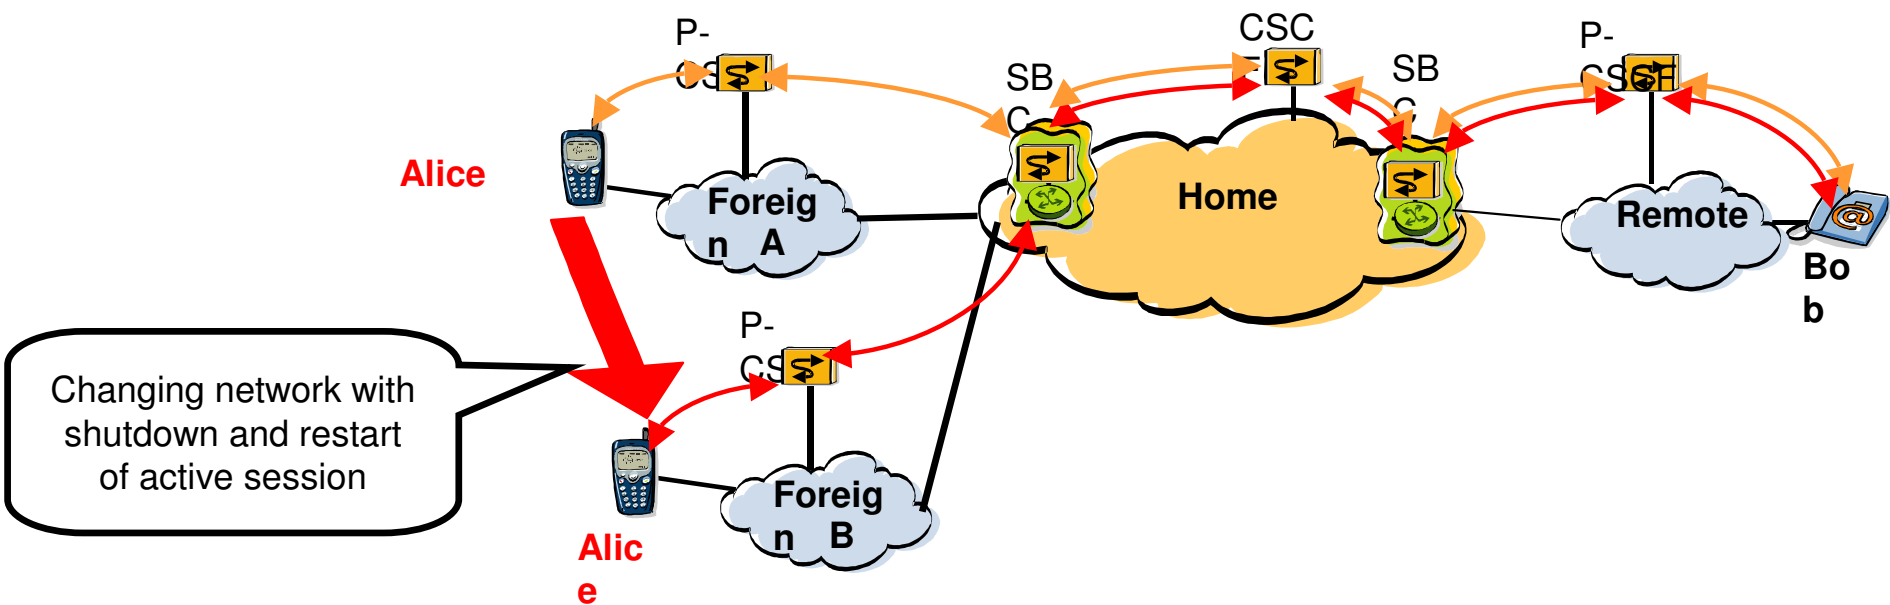 P-
CS
SB
C
CSC
F
SB
C
P-
CSCF
Alice
Foreig
n A
Home
Remote
Bo
b
P-
CS
Changing network with
shutdown and restart
of active session
Foreig
n B
Alic
e